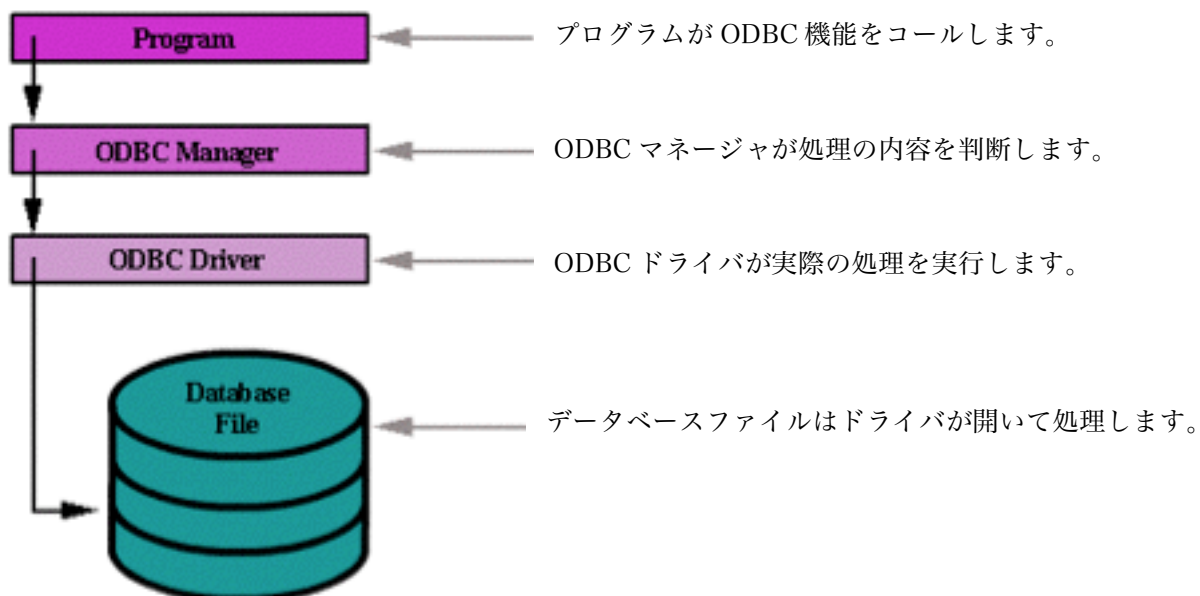 Program
プログラムが ODBC 機能をコールします。
ODBC Manager
ODBC マネージャが処理の内容を判断します。
ODBC Driver
ODBC ドライバが実際の処理を実行します。
Database
File
データベースファイルはドライバが開いて処理します。